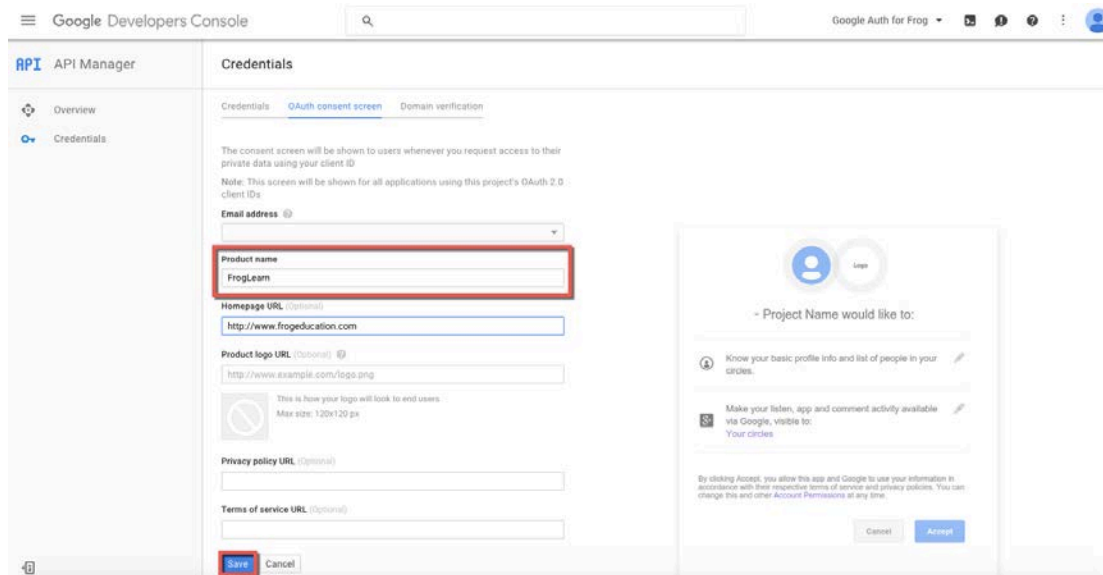 Google Developers Console
Google Auth for Frog
API API Manager
Credentials
Overview
Credentials
Credentials OAuth consent screen Domain verification
The consent screen will be shown to users whenever you request access to their
private data using your client ID
Note: This screen will be shown for all applications using this project's OAuth 2.0
client IDs
Email address
Product name
FrogLearn
Homepage URL (Optional)
http://www.frogeducation.com
Product logo URL (Optional)
http://www.example.com/logo.png
This is how your logo will look to end users
Max size: 120x120 px
Privacy policy URL (Optional)
Terms of service URL (Optional)
Save Cancel
Logo
- Project Name would like to:
Know your basic profile info and list of people in your
circles.
Make your listen, app and comment activity available
via Google, visible to:
Your circles
By clicking Accept, you allow this app and Google to use your information in
accordance with their respective terms of service and privacy policies. You can
change this and other Account Permissions at any time.
Cancel Accept